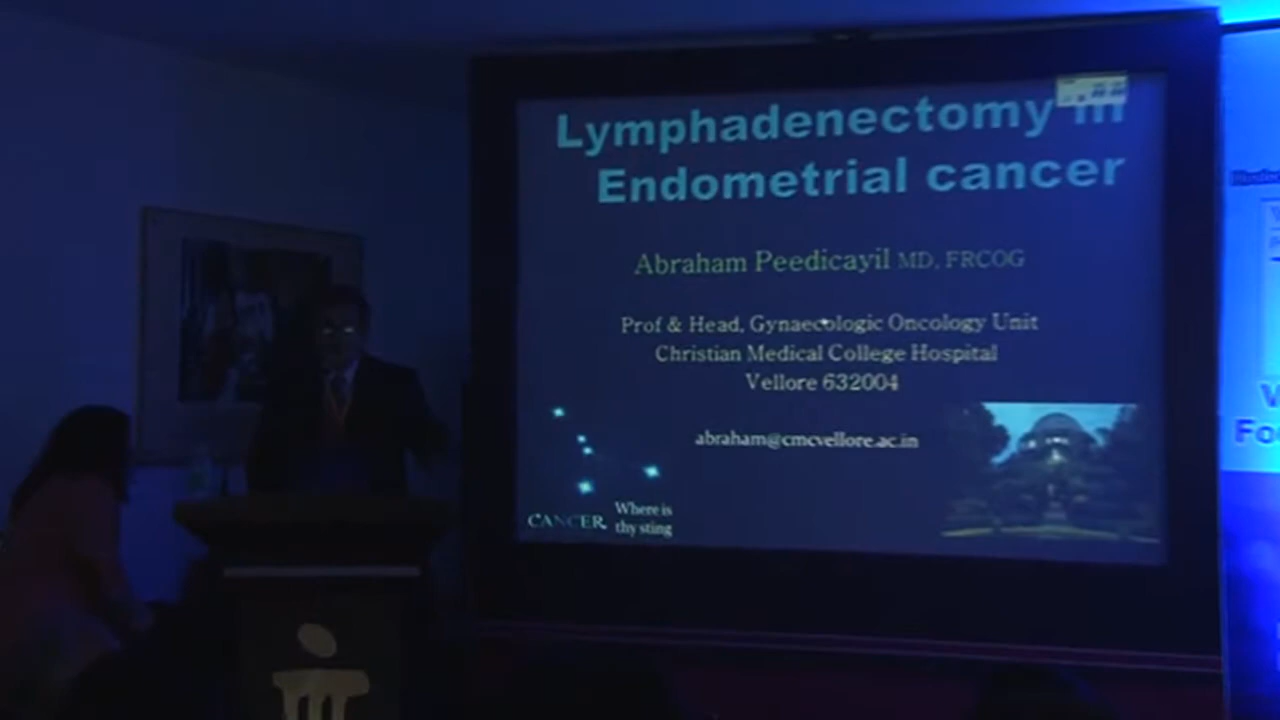 Lymphadenectomy in
Endometrial cancer
Abraham Peedicayil MD, FRCOG
Prof & Head, Gynaecologic Oncology Unit
Christian Medical College Hospital
Vellore 632004
abraham@cmcvellore.ac.in
CANCER Where is
thy sting
Fo